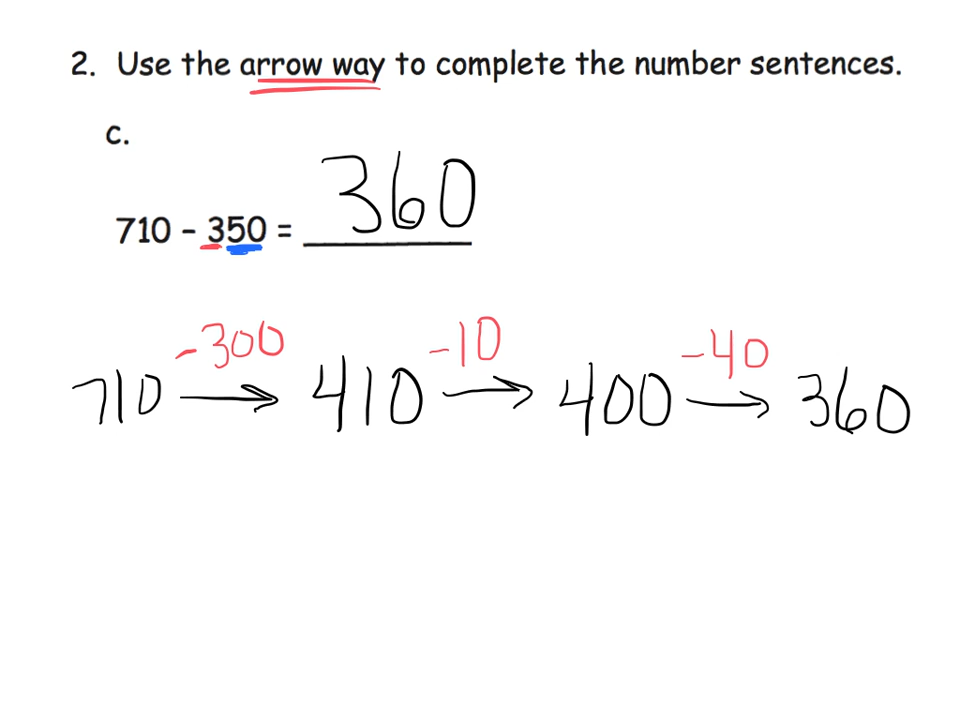 2. Use the arrow way to complete the number sentences.
c.
710 - 350 = 360
-300 -10 -40
710 → 410 → 400 → 360